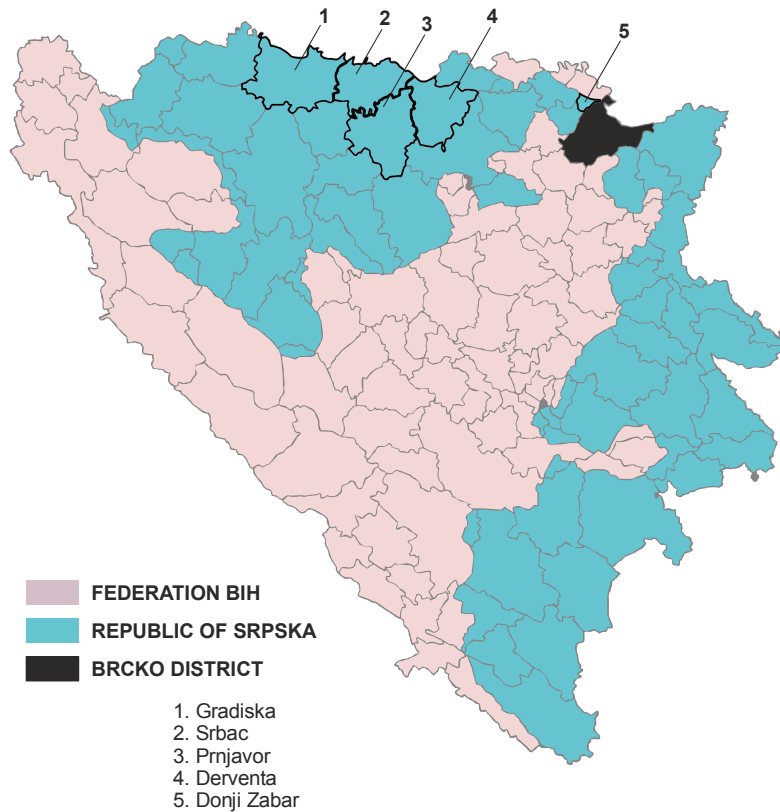 1
2
3
4
5
FEDERATION BIH
REPUBLIC OF SRPSKA
BRCKO DISTRICT
1. Gradiska
2. Srbac
3. Prnjavor
4. Derventa
5. Donji Zabar